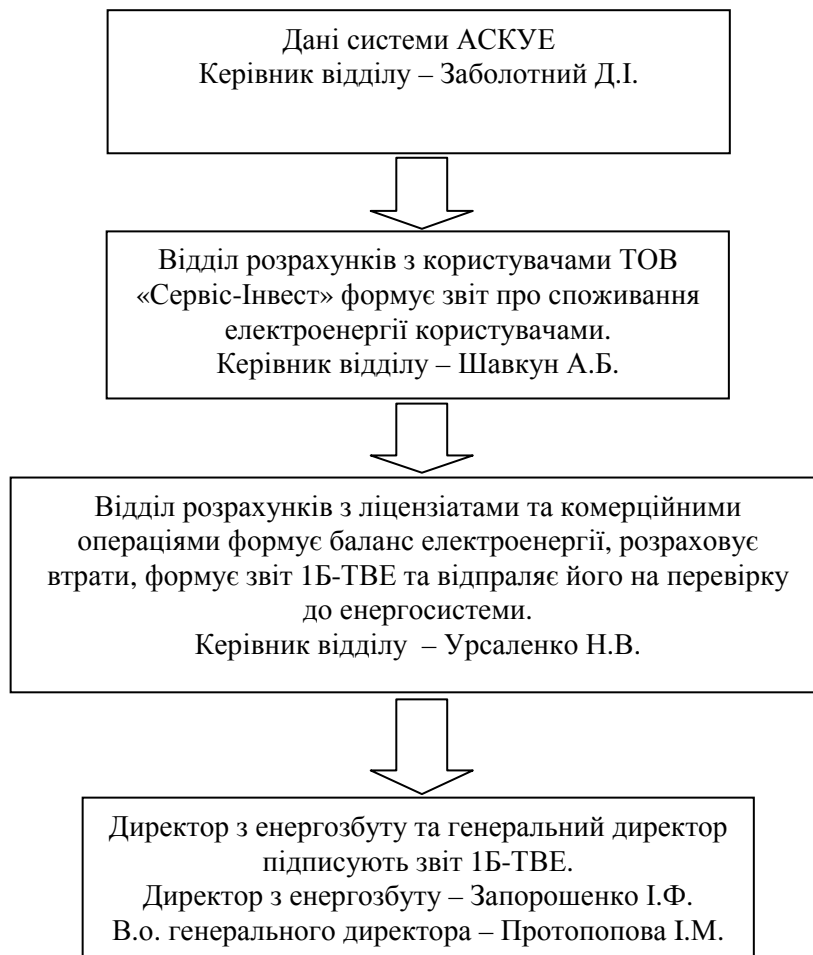 Дані системи АСКУЕ
Керівник відділу – Заболотний Д.І.
Відділ розрахунків з користувачами ТОВ
«Сервіс-Інвест» формує звіт про споживання
електроенергії користувачами.
Керівник відділу – Шавкун А.Б.
Відділ розрахунків з ліцензіатами та комерційними
операціями формує баланс електроенергії, розраховує
втрати, формує звіт 1Б-ТВЕ та відпраляє його на перевірку
до енергосистеми.
Керівник відділу – Урсаленко Н.В.
Директор з енергозбуту та генеральний директор
підписують звіт 1Б-ТВЕ.
Директор з енергозбуту – Запорошенко І.Ф.
В.о. генерального директора – Протопопова І.М.